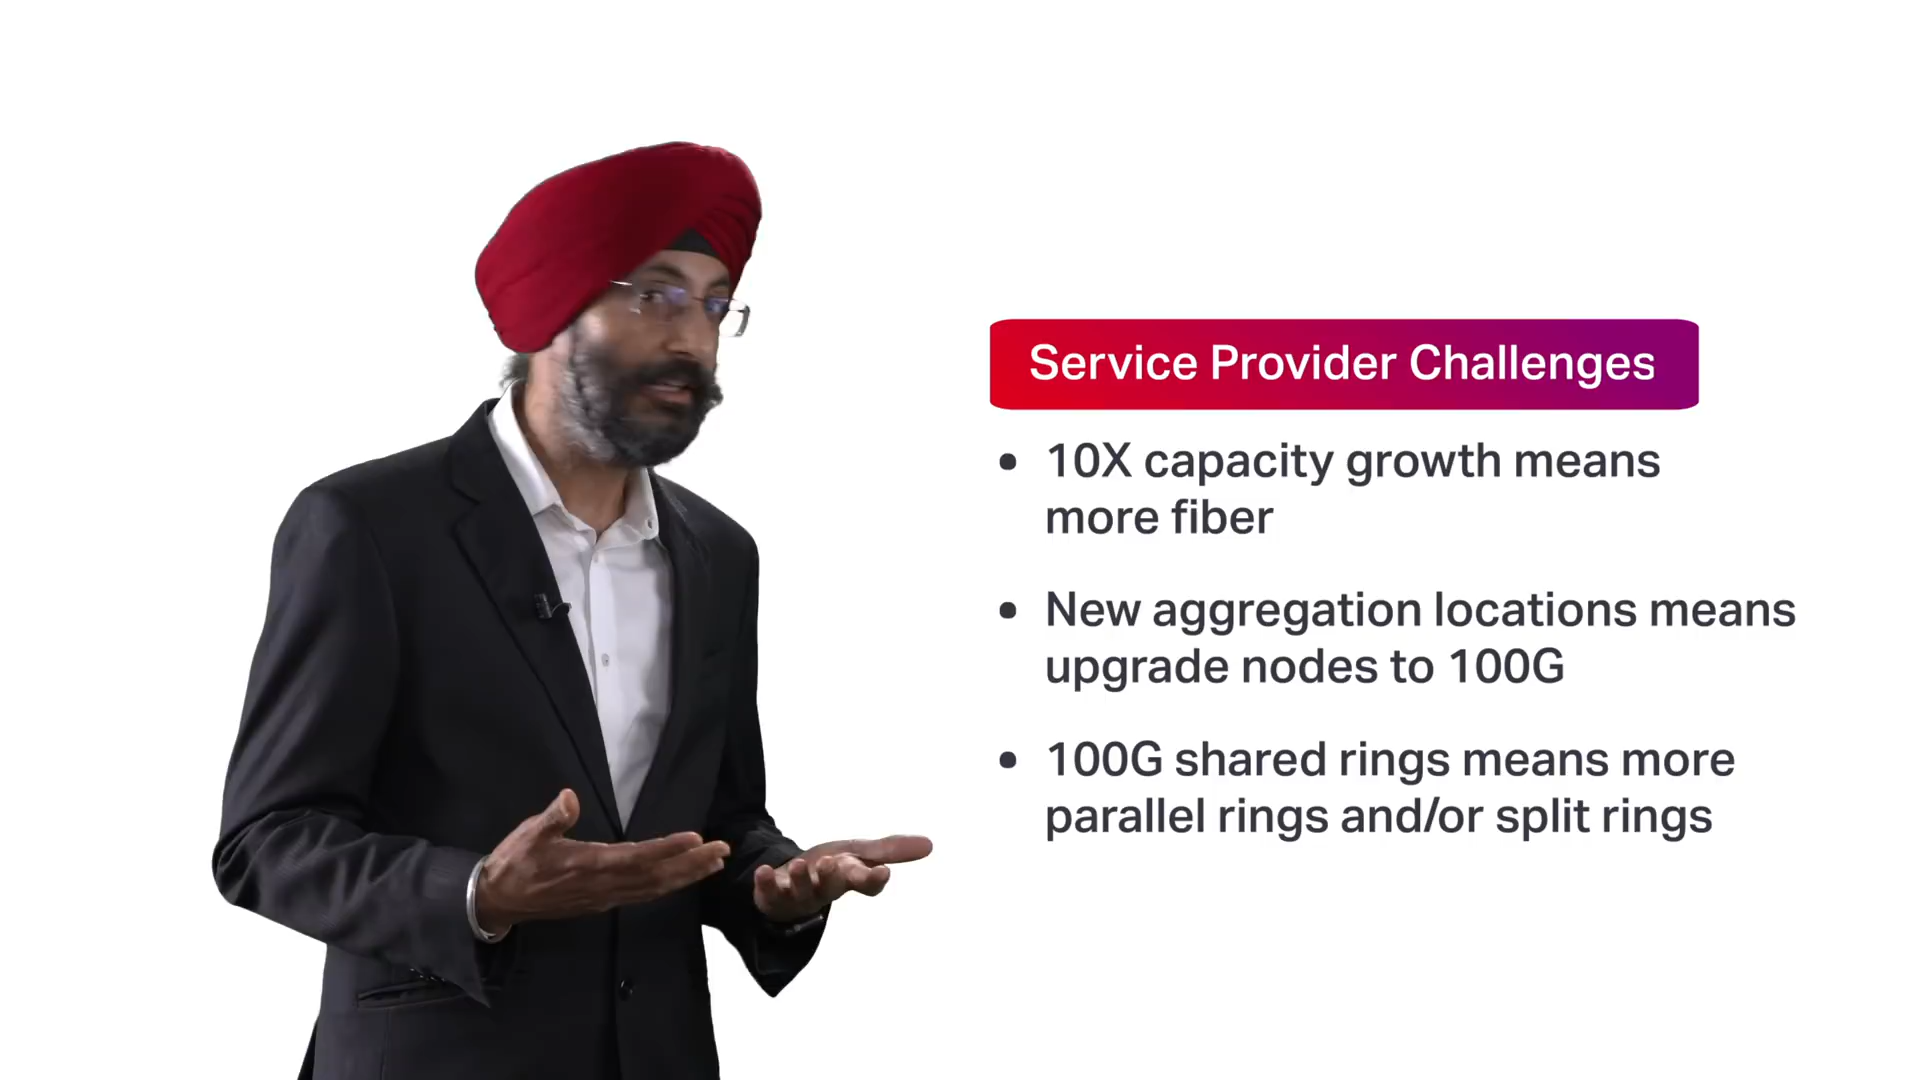 Service Provider Challenges
• 10X capacity growth means
more fiber
• New aggregation locations means
upgrade nodes to 100G
• 100G shared rings means more
parallel rings and/or split rings